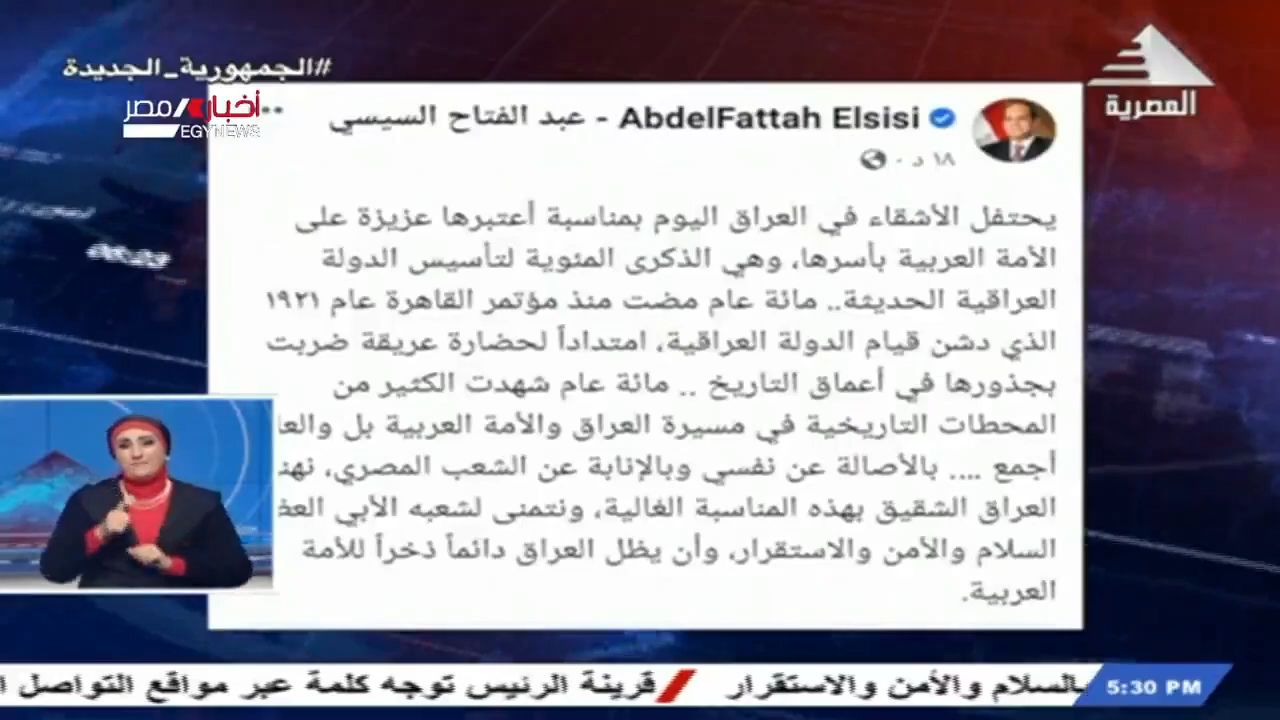 #الجمهورية_الجديدة
أخبار مصر
EGYNEWS
المصرية
AbdelFattah Elsisi - عبد الفتاح السيسي
١٨ د ·
يحتفل الأشقاء في العراق اليوم بمناسبة أعتبرها عزيزة على
الأمة العربية بأسرها، وهي الذكرى المئوية لتأسيس الدولة
العراقية الحديثة.. مائة عام مضت منذ مؤتمر القاهرة عام ١٩٢١
الذي دشن قيام الدولة العراقية، امتداداً لحضارة عريقة ضربت
بجذورها في أعماق التاريخ .. مائة عام شهدت الكثير من
المحطات التاريخية في مسيرة العراق والأمة العربية بل
أجمع .... بالأصالة عن نفسي وبالإنابة عن الشعب المصري،
العراق الشقيق بهذه المناسبة الغالية، ونتمنى لشعبه الأبي
السلام والأمن والاستقرار، وأن يظل العراق دائماً ذخراً للأمة
العربية.
بالسلام والأمن والاستقرار / قرينة الرئيس توجه كلمة عبر مواقع التواصل
5:30 PM